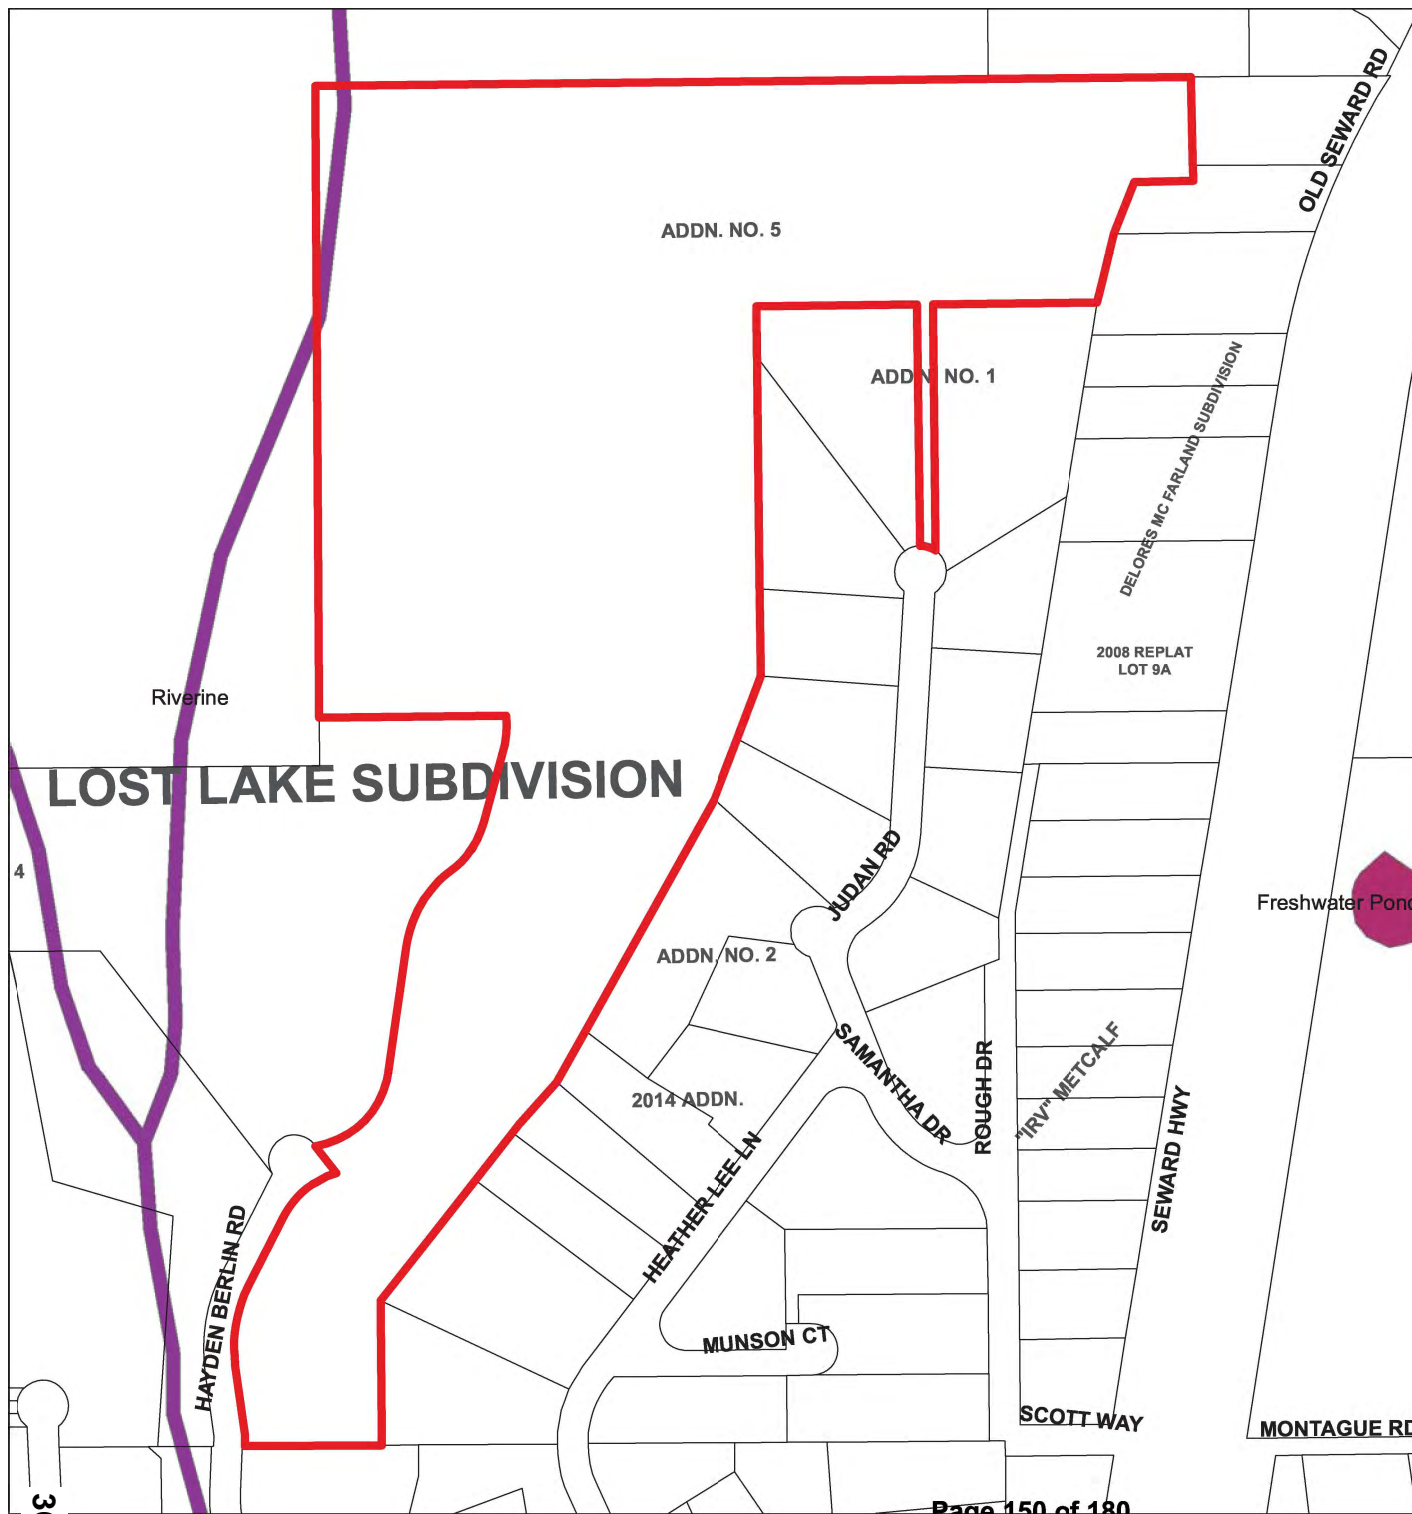 OLD SEWARD RD
ADDN. NO. 5
ADDN. NO. 1
DELORES MC FARLAND SUBDIVISION
2008 REPLAT
LOT 9A
Riverine
LOST LAKE SUBDIVISION
4
JUDAN RD
Freshwater Pond
ADDN. NO. 2
SAMANTHA DR
ROUGH DR
"IRV" METCALF
2014 ADDN.
HEATHER LEE LN
SEWARD HWY
HAYDEN BERLIN RD
MUNSON CT
SCOTT WAY
MONTAGUE RD
Page 150 of 180